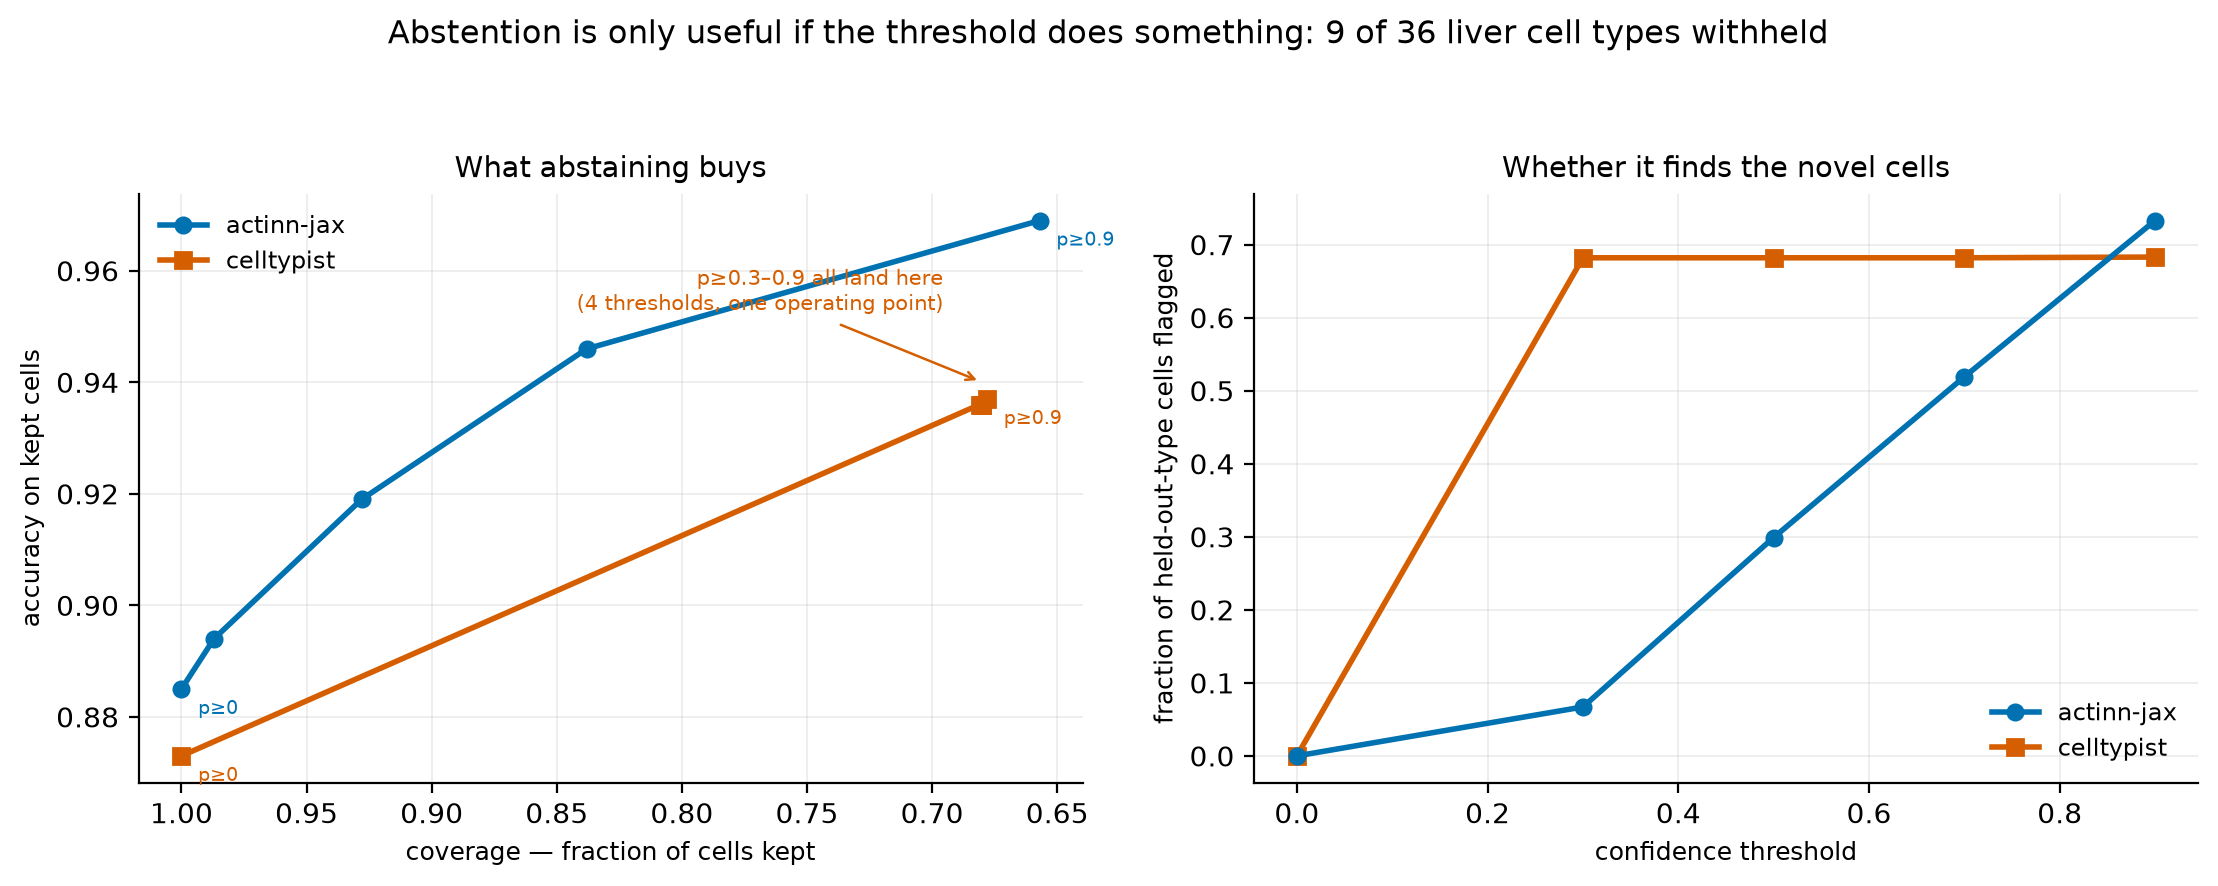 Abstention is only useful if the threshold does something: 9 of 36 liver cell types withheld
What abstaining buys
actinn-jax
celltypist
p≥0.9
p≥0.3–0.9 all land here
(4 thresholds, one operating point)
p≥0.9
p≥0
p≥0
0.96
0.94
0.92
0.90
0.88
accuracy on kept cells
1.00 0.95 0.90 0.85 0.80 0.75 0.70 0.65
coverage — fraction of cells kept
Whether it finds the novel cells
0.7
0.6
0.5
0.4
0.3
0.2
0.1
0.0
fraction of held-out-type cells flagged
actinn-jax
celltypist
0.0 0.2 0.4 0.6 0.8
confidence threshold